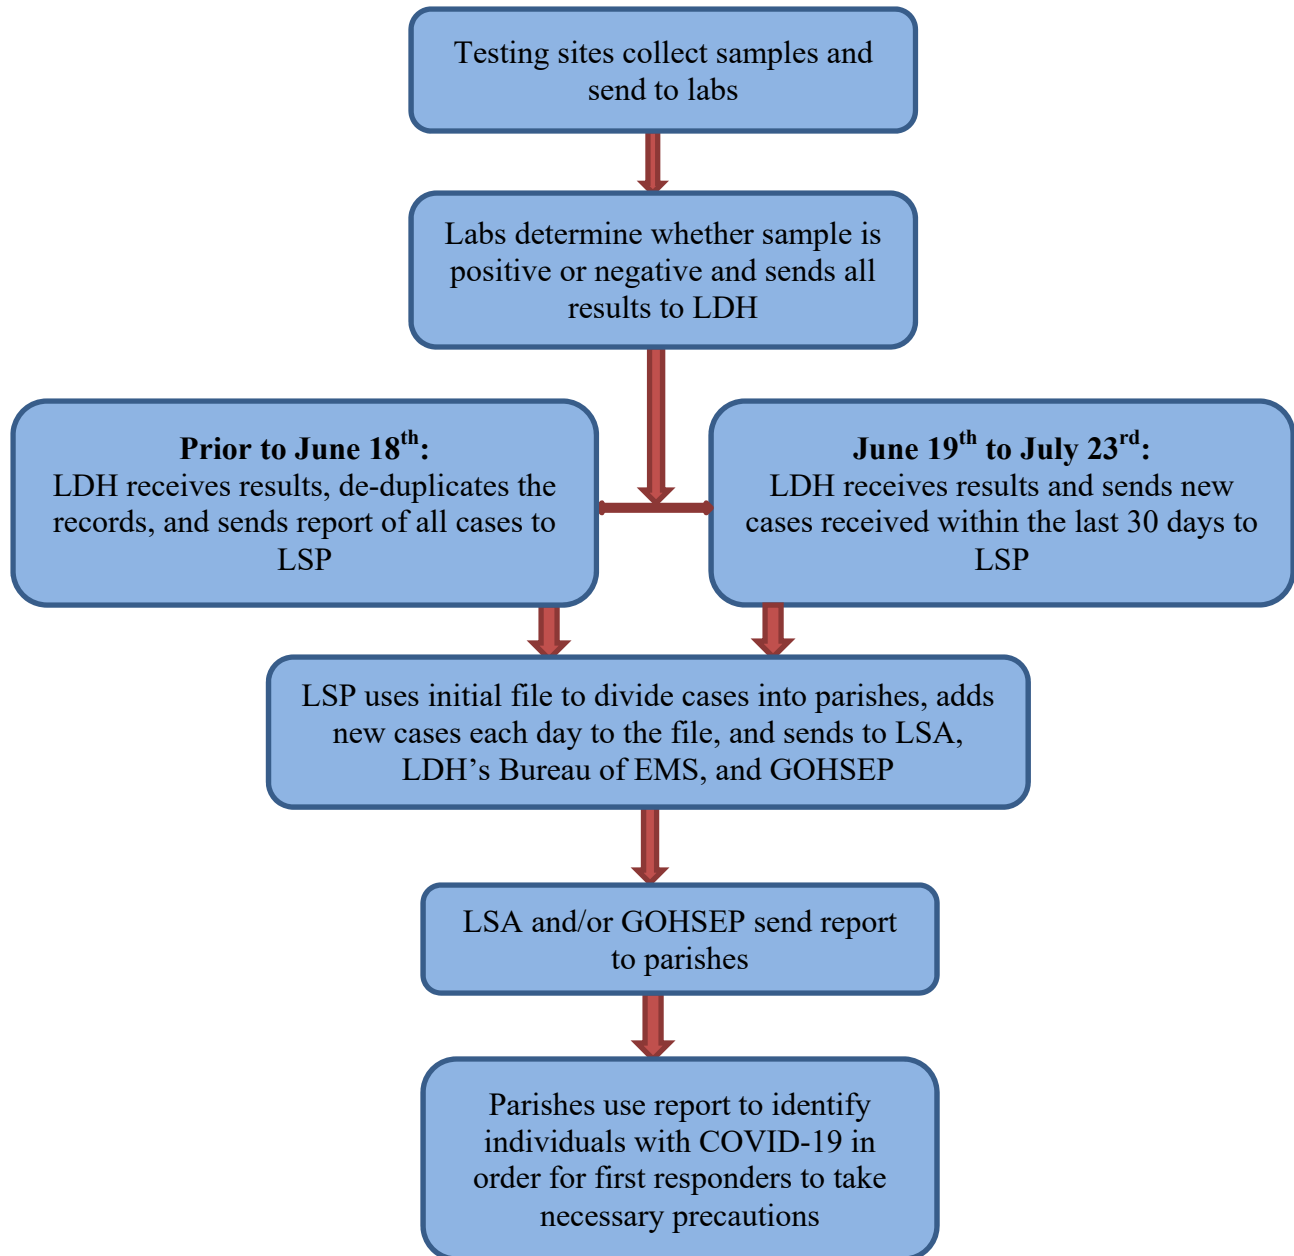 Testing sites collect samples and
send to labs
Labs determine whether sample is
positive or negative and sends all
results to LDH
Prior to June 18th:
LDH receives results, de-duplicates the
records, and sends report of all cases to
LSP
June 19th to July 23rd:
LDH receives results and sends new
cases received within the last 30 days to
LSP
LSP uses initial file to divide cases into parishes, adds
new cases each day to the file, and sends to LSA,
LDH’s Bureau of EMS, and GOHSEP
LSA and/or GOHSEP send report
to parishes
Parishes use report to identify
individuals with COVID-19 in
order for first responders to take
necessary precautions